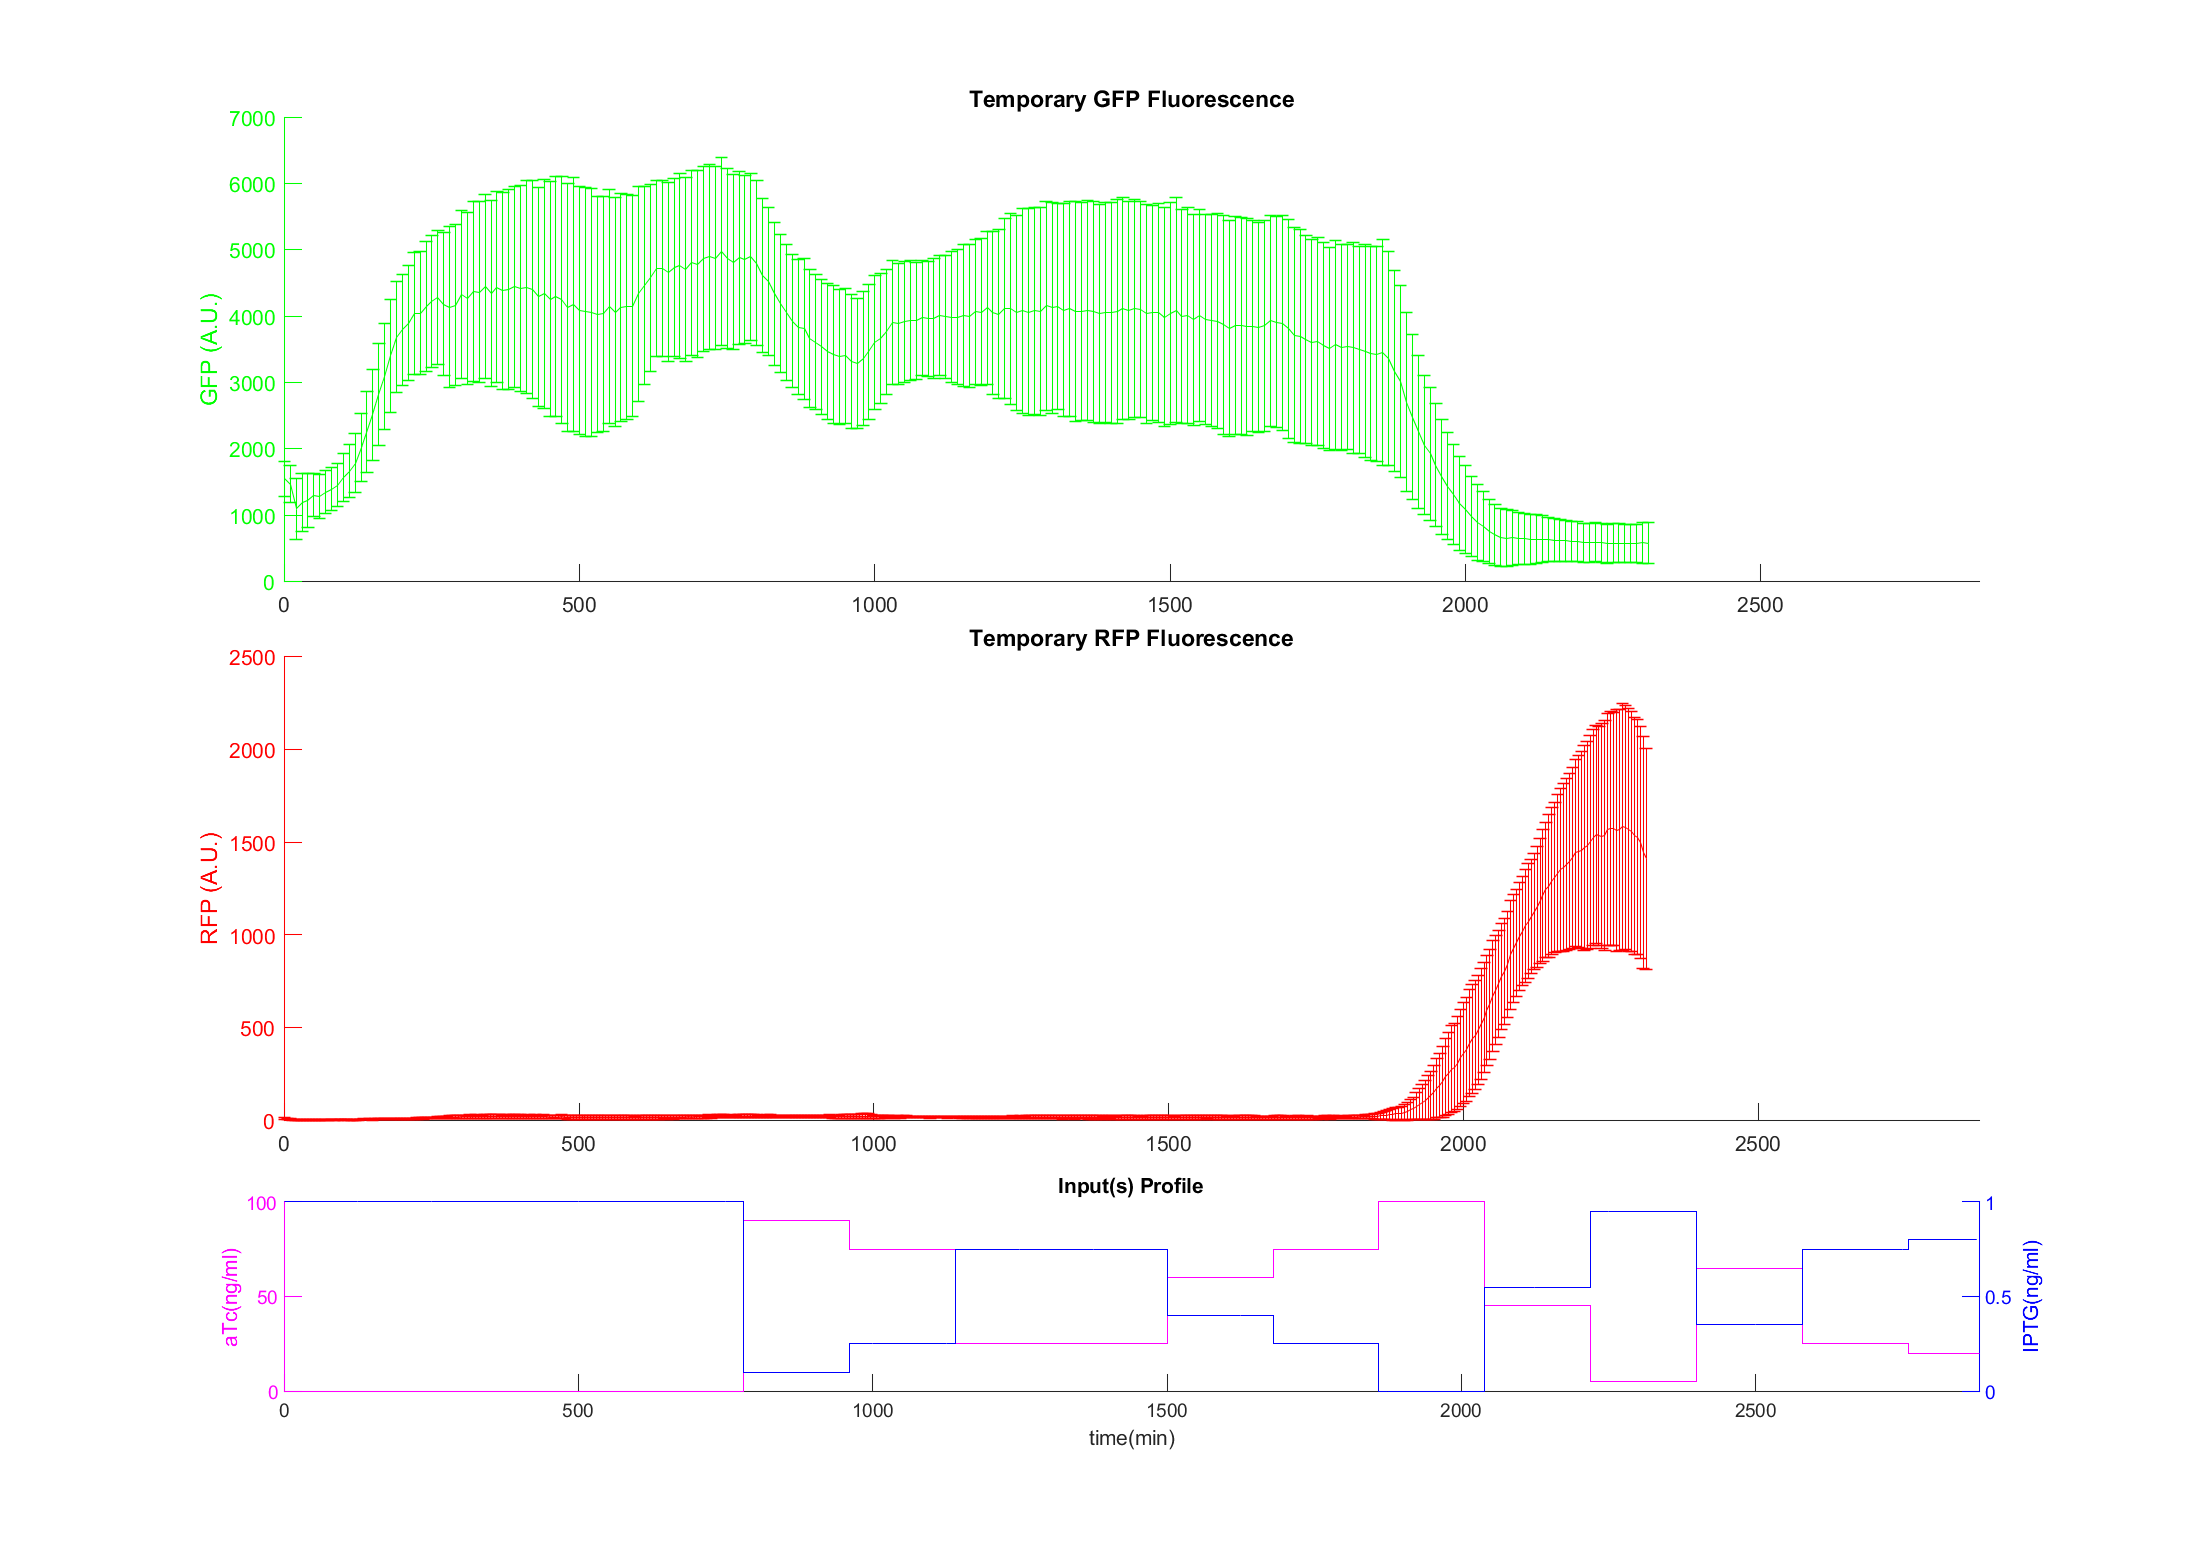 Temporary GFP Fluorescence
7000
6000
5000
4000
3000
2000
1000
0
GFP (A.U.)
0 500 1000 1500 2000 2500
Temporary RFP Fluorescence
2500
2000
1500
1000
500
0
RFP (A.U.)
0 500 1000 1500 2000 2500
Input(s) Profile
100
50
0
aTc(ng/ml)
1
0.5
0
IPTG(ng/ml)
0 500 1000 1500 2000 2500
time(min)